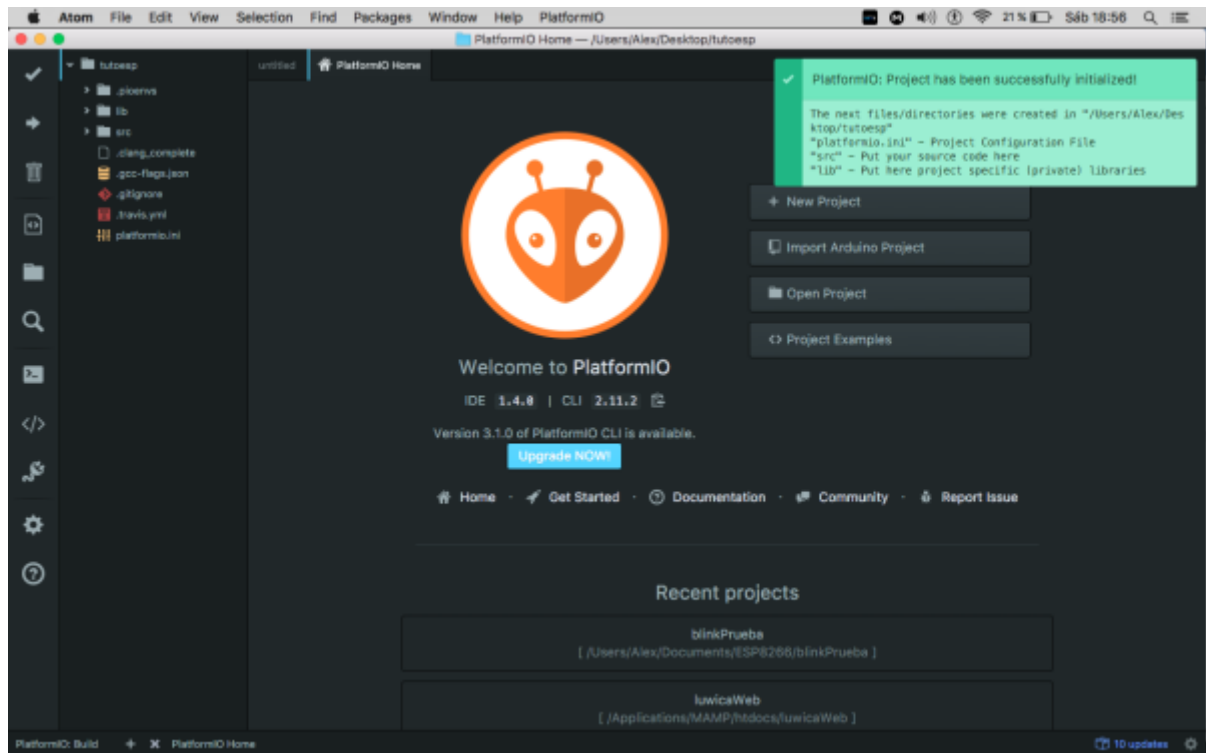 Atom File Edit View Selection Find Packages Window Help PlatformIO 21 % Sáb 18:56
PlatformIO Home — /Users/Alex/Desktop/tutoesp
tutoesp
.pioenvs
lib
src
.clang_complete
.gcc-flags.json
.gitignore
.travis.yml
platformio.ini
untitled PlatformIO Home
PlatformIO: Project has been successfully initialized!
The next files/directories were created in "/Users/Alex/Des
ktop/tutoesp"
"platformio.ini" – Project Configuration File
"src" – Put your source code here
"lib" – Put here project specific (private) libraries
+ New Project
Import Arduino Project
Open Project
<> Project Examples
Welcome to PlatformIO
IDE 1.4.0 | CLI 2.11.2
Version 3.1.0 of PlatformIO CLI is available.
Upgrade NOW!
Home · Get Started · Documentation · Community · Report Issue
Recent projects
blinkPrueba
[ /Users/Alex/Documents/ESP8266/blinkPrueba ]
luwicaWeb
[ /Applications/MAMP/htdocs/luwicaWeb ]
PlatformIO: Build + × PlatformIO Home 10 updates